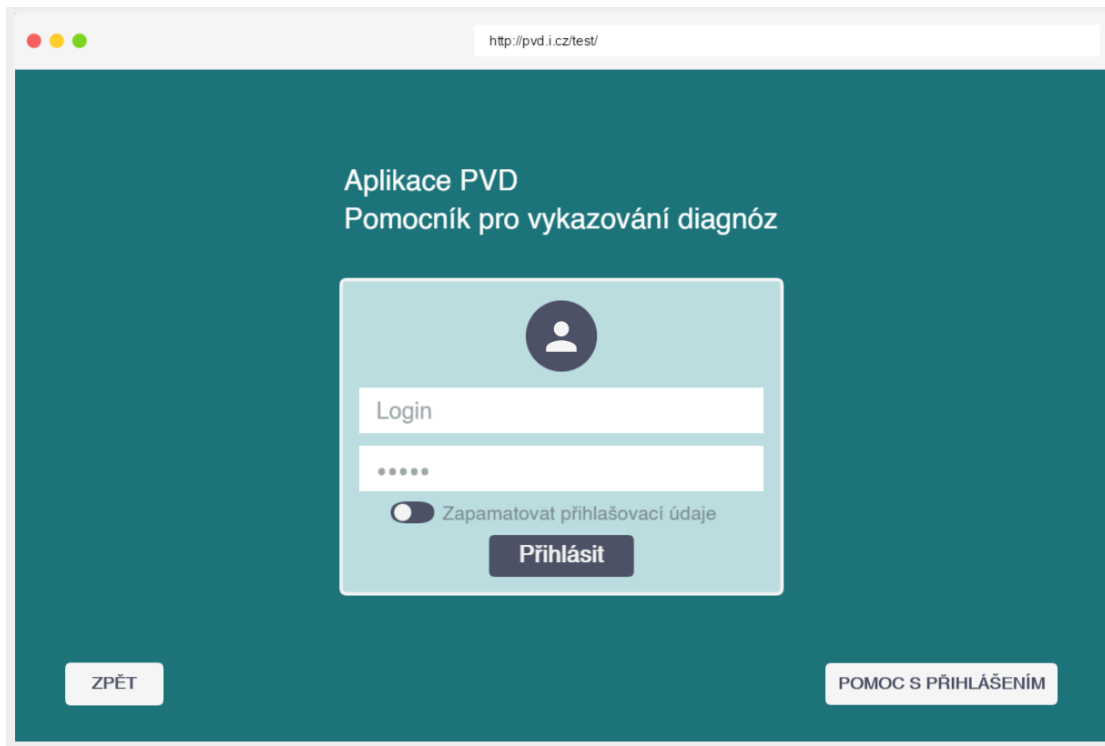 http://pvd.i.cz/test/
Aplikace PVD
Pomocník pro vykazování diagnóz
Login
•••••
Zapamatovat přihlašovací údaje
Přihlásit
ZPĚT
POMOC S PŘIHLÁŠENÍM